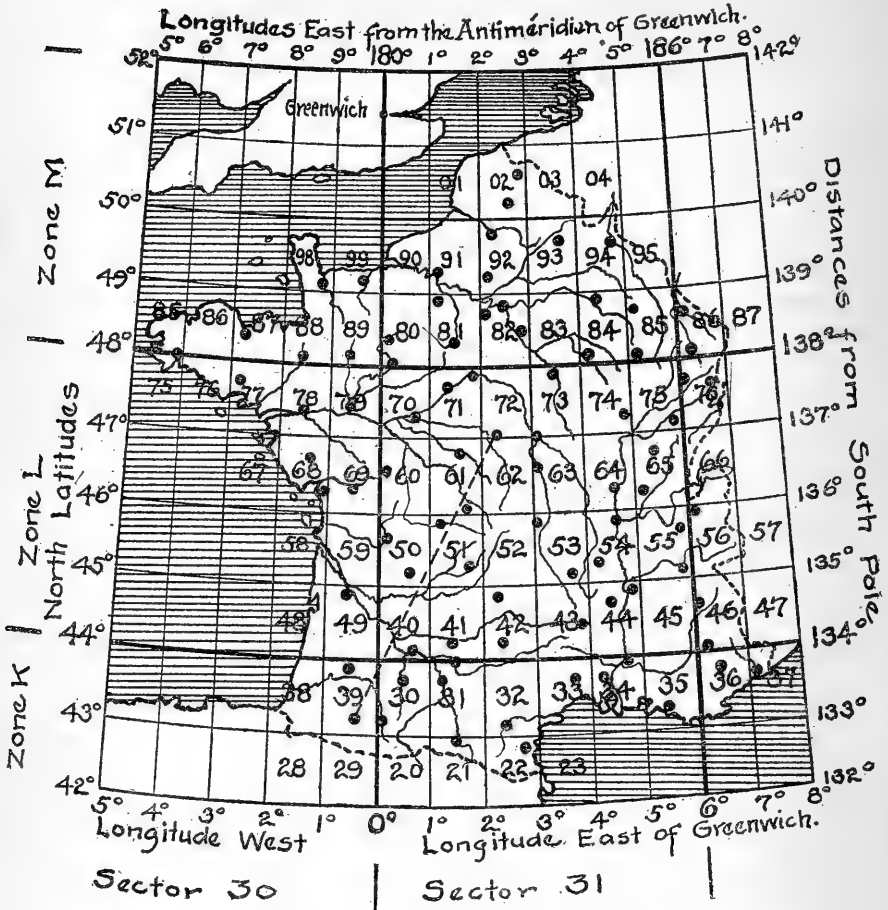 Longitudes East from the Antiméridien of Greenwich.
5° 6° 7° 8° 9° 180° 1° 2° 3° 4° 5° 186° 7° 8°
52° 142°
Greenwich
51° 141°
Zone M
01 02 03 04
50° 140°
98 99 90 91 92 93 94 95
49° 139°
85 86 87 88 89 80 81 82 83 84 85 86 87
48° 138°
75 76 77 78 79 70 71 72 73 74 75 76
47° 137°
67 68 69 60 61 62 63 64 65 66
46° 136°
Zone L
North Latitudes
Distances from South Pole.
58 59 50 51 52 53 54 55 56 57
45° 135°
48 49 40 41 42 43 44 45 46 47
44° 134°
Zone K
38 39 30 31 32 33 34 35 36 37
43° 133°
28 29 20 21 22 23
42° 132°
5° 4° 3° 2° 1° 0° 1° 2° 3° 4° 5° 6° 7° 8°
Longitude West
Longitude East of Greenwich.
Sector 30
Sector 31